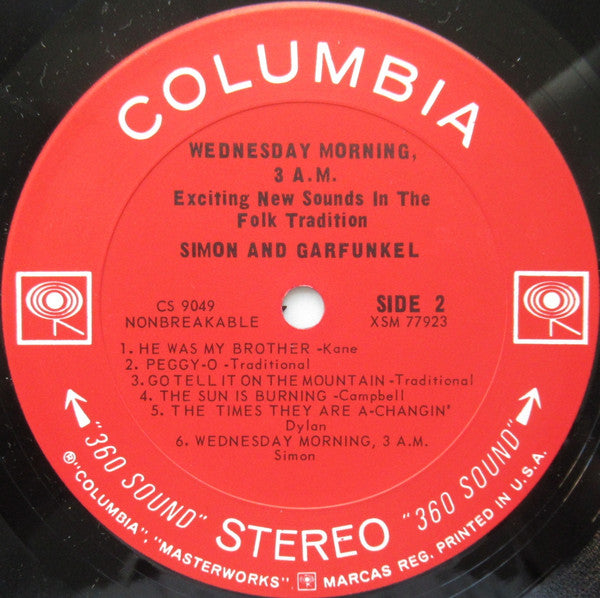 COLUMBIA
WEDNESDAY MORNING,
3 A.M.
Exciting New Sounds In The
Folk Tradition
SIMON AND GARFUNKEL
CS 9049
NONBREAKABLE
SIDE 2
XSM 77923
1. HE WAS MY BROTHER -Kane
2. PEGGY-O -Traditional
3. GO TELL IT ON THE MOUNTAIN -Traditional
4. THE SUN IS BURNING -Campbell
5. THE TIMES THEY ARE A-CHANGIN'
Dylan
6. WEDNESDAY MORNING, 3 A.M.
Simon
"360 SOUND" STEREO "360 SOUND"
®"COLUMBIA", "MASTERWORKS", MARCAS REG. PRINTED IN U.S.A.